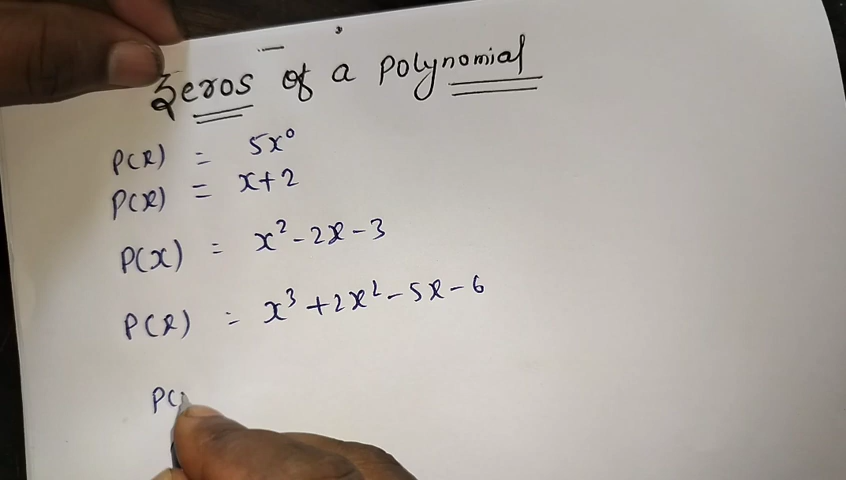 Zeros of a Polynomial
P(x) = 5x⁰
P(x) = x+2
P(x) = x²-2x-3
P(x) = x³+2x²-5x-6
P(